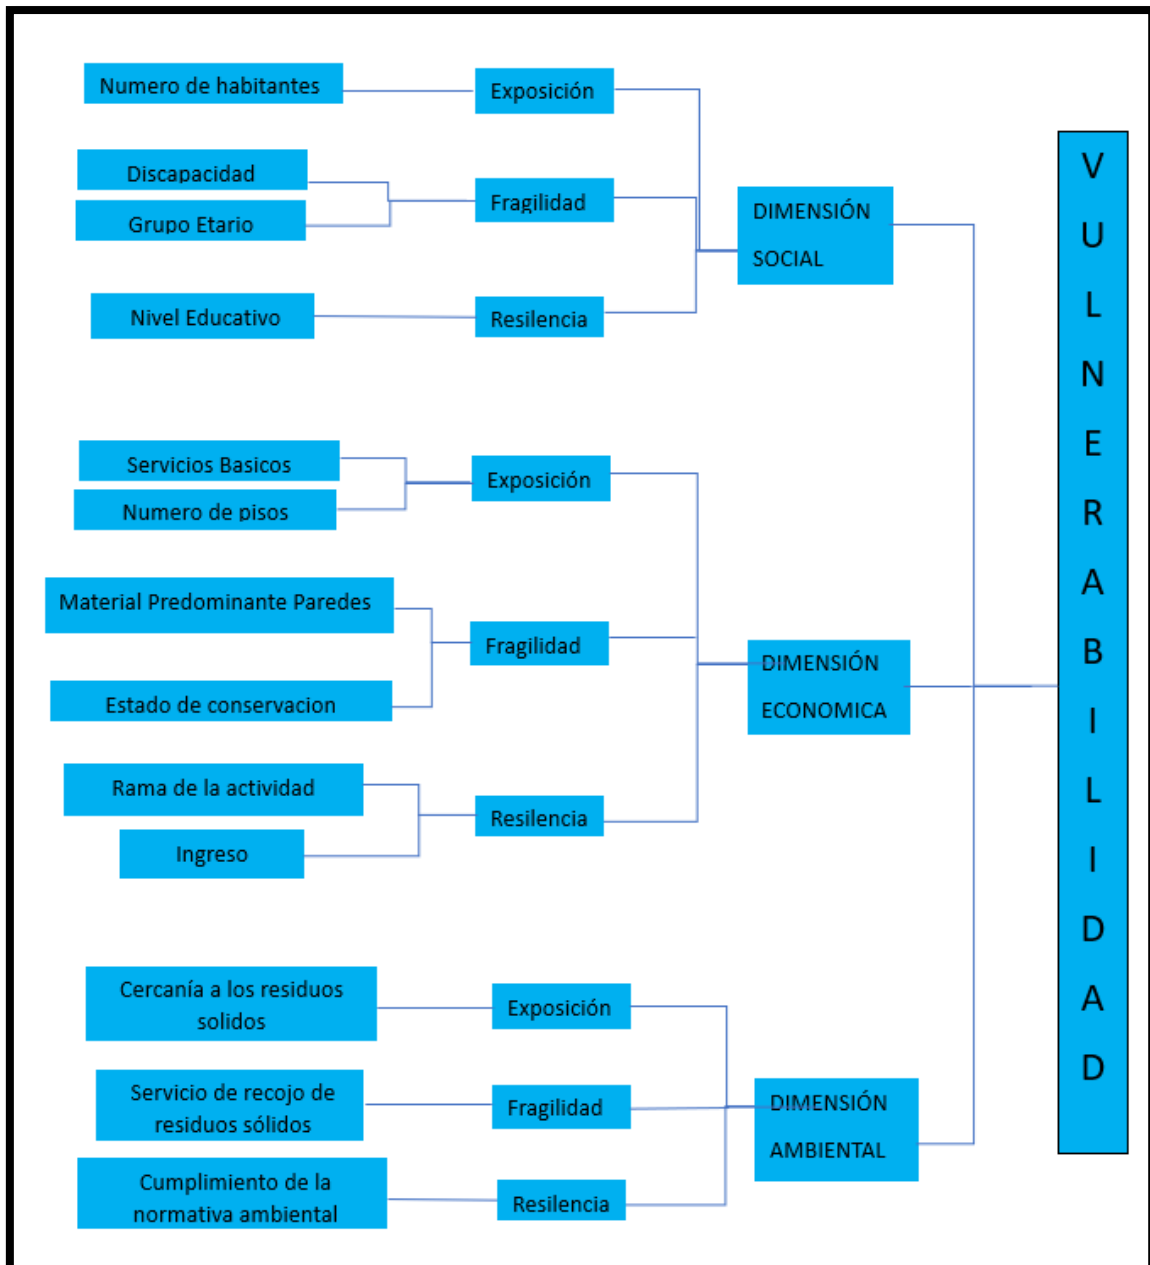 Numero de habitantes
Exposición
Discapacidad
Grupo Etario
Fragilidad
Nivel Educativo
Resilencia
DIMENSIÓN
SOCIAL
Servicios Basicos
Numero de pisos
Exposición
Material Predominante Paredes
Estado de conservacion
Fragilidad
Rama de la actividad
Ingreso
Resilencia
DIMENSIÓN
ECONOMICA
Cercanía a los residuos
solidos
Exposición
Servicio de recojo de
residuos sólidos
Fragilidad
Cumplimiento de la
normativa ambiental
Resilencia
DIMENSIÓN
AMBIENTAL
V
U
L
N
E
R
A
B
I
L
I
D
A
D